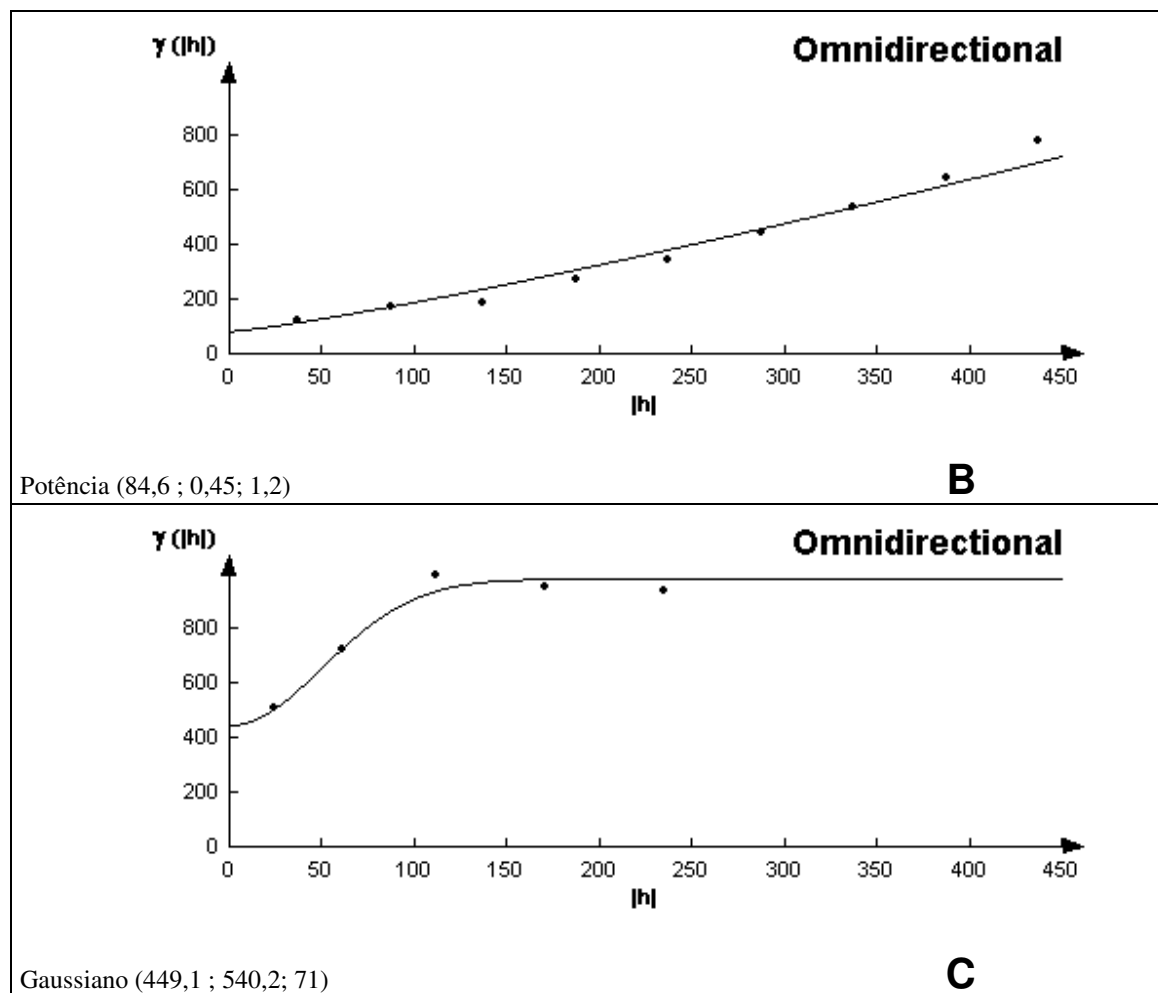 γ (|h|)
Omnidirectional
800
600
400
200
0
0 50 100 150 200 250 300 350 400 450
|h|
Potência (84,6 ; 0,45; 1,2)
B
γ (|h|)
Omnidirectional
800
600
400
200
0
0 50 100 150 200 250 300 350 400 450
|h|
Gaussiano (449,1 ; 540,2; 71)
C